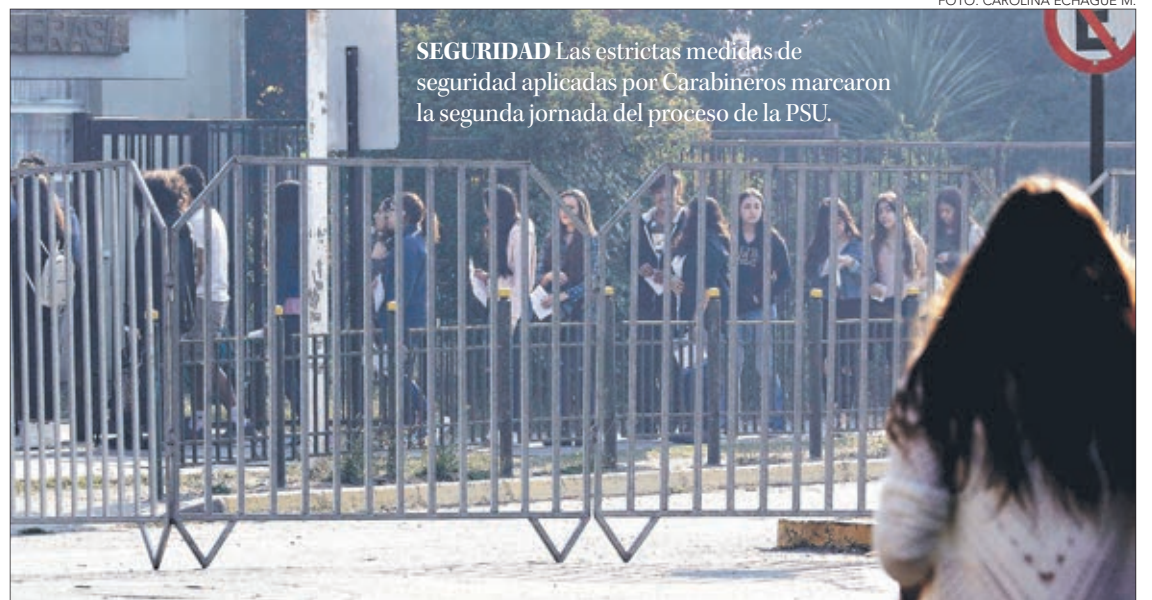 FOTO: CAROLINA ECHAGÜE M.
SEGURIDAD Las estrictas medidas de
seguridad aplicadas por Carabineros marcaron
la segunda jornada del proceso de la PSU.
E